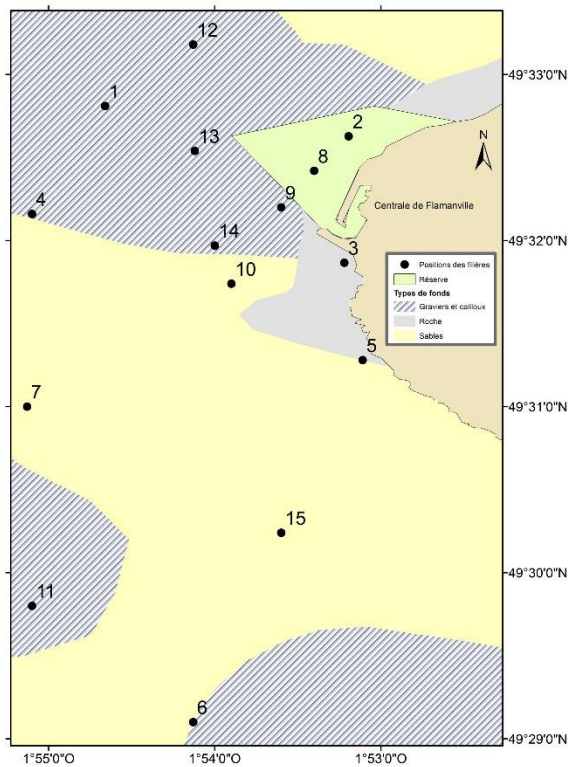 12
49°33'0"N
1
2
13
N
8
Centrale de Flamanville
4
9
49°32'0"N
14
3
10
Positions des filières
Réserve
Types de fonds
Graviers et cailloux
Roche
Sables
5
7
49°31'0"N
15
49°30'0"N
11
6
49°29'0"N
1°55'0"O
1°54'0"O
1°53'0"O